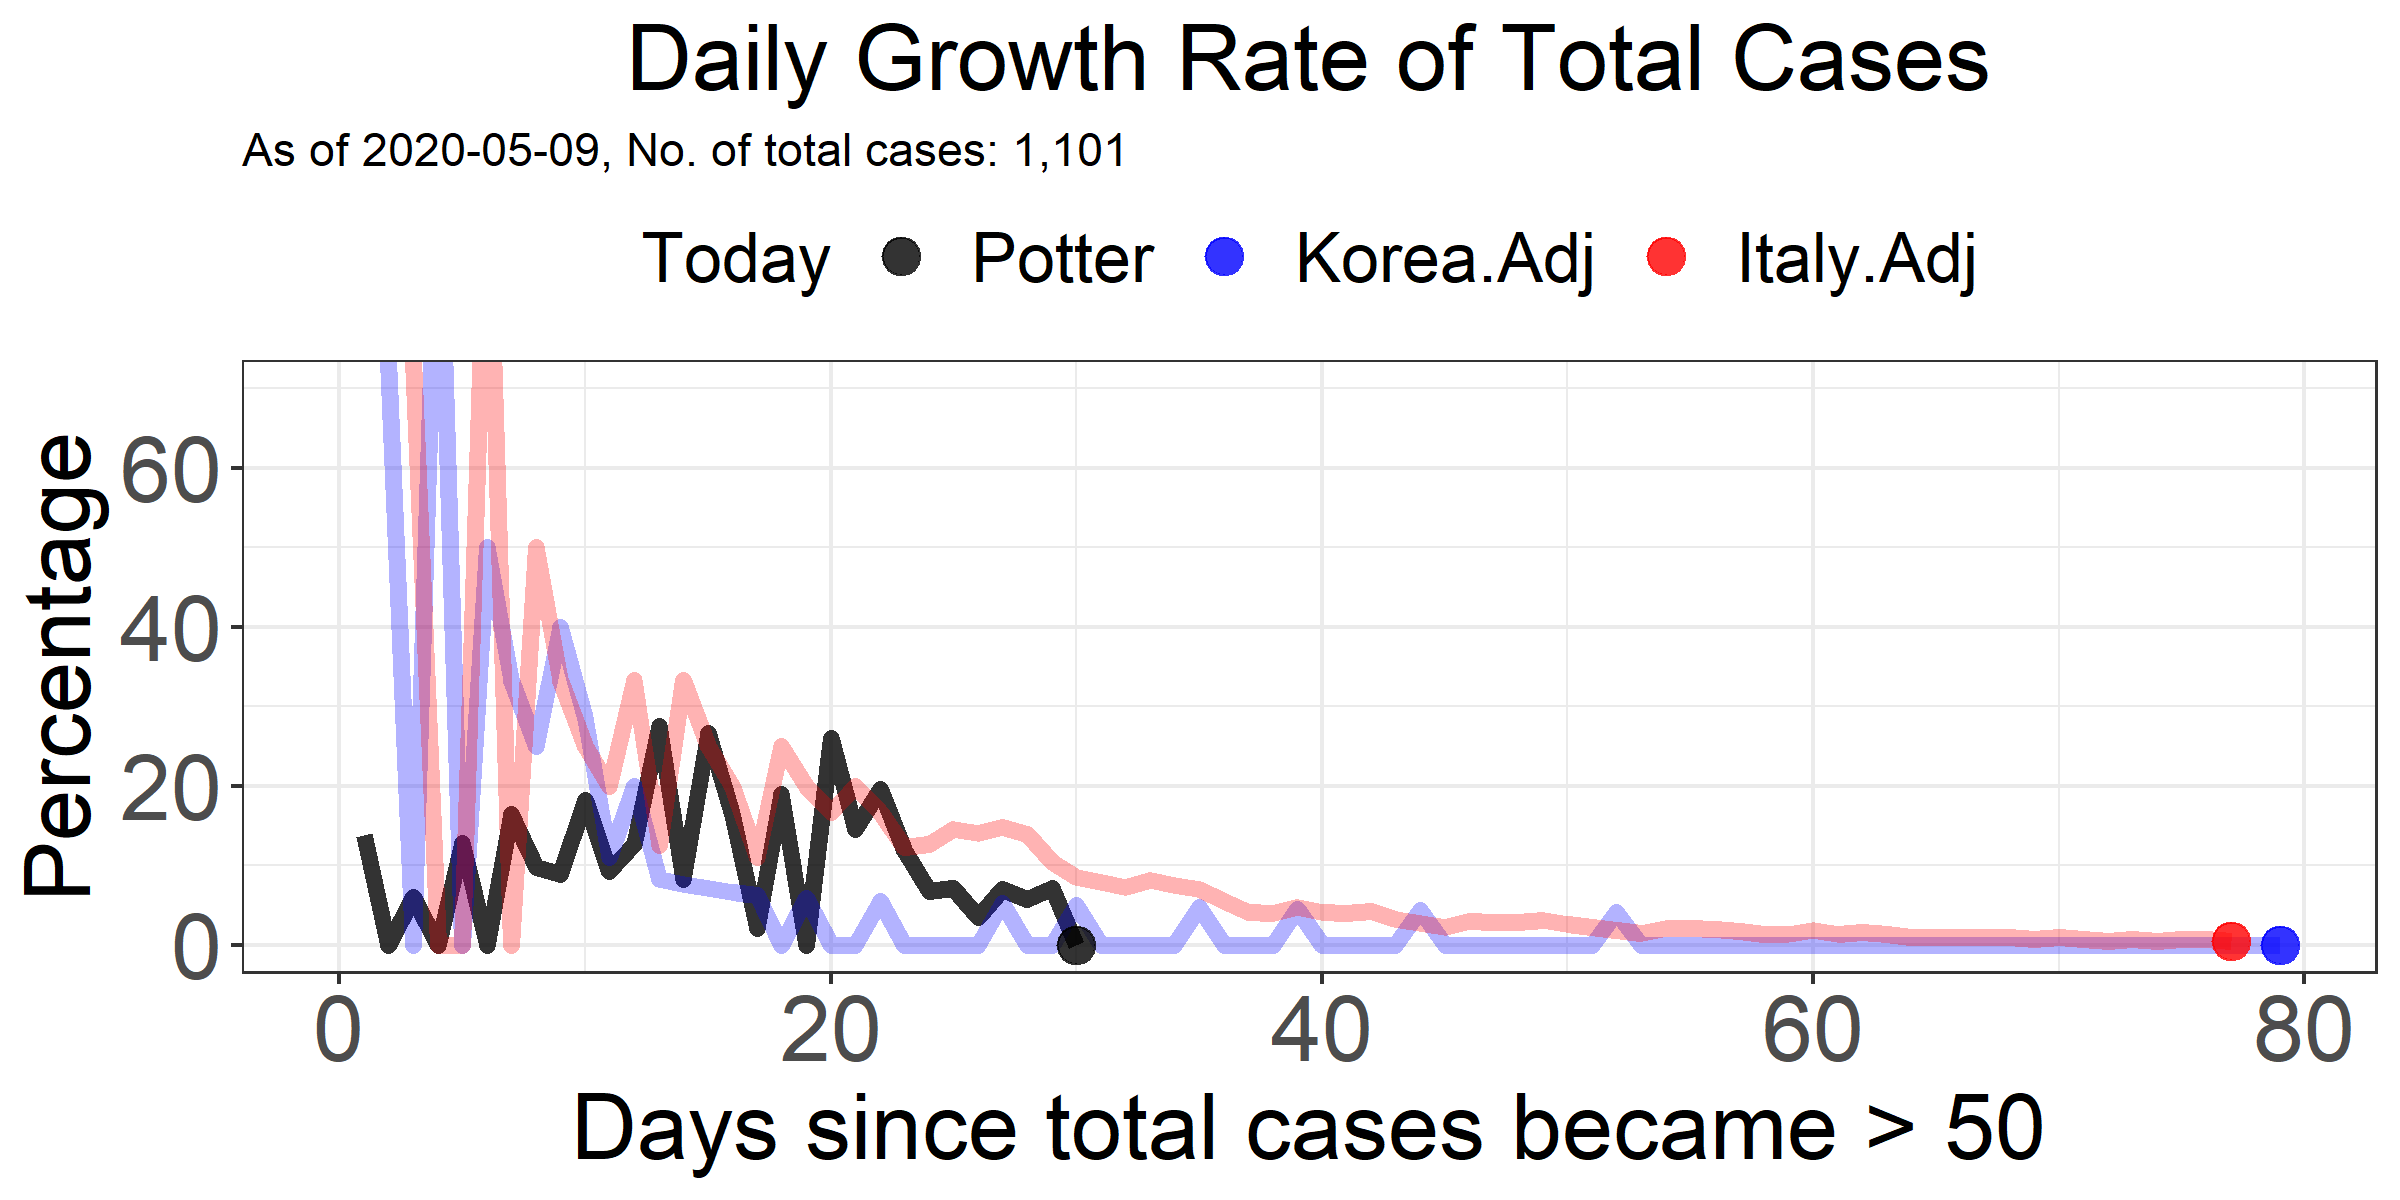 Daily Growth Rate of Total Cases
As of 2020-05-09, No. of total cases: 1,101
Today Potter Korea.Adj Italy.Adj
Percentage
60
40
20
0
0 20 40 60 80
Days since total cases became > 50